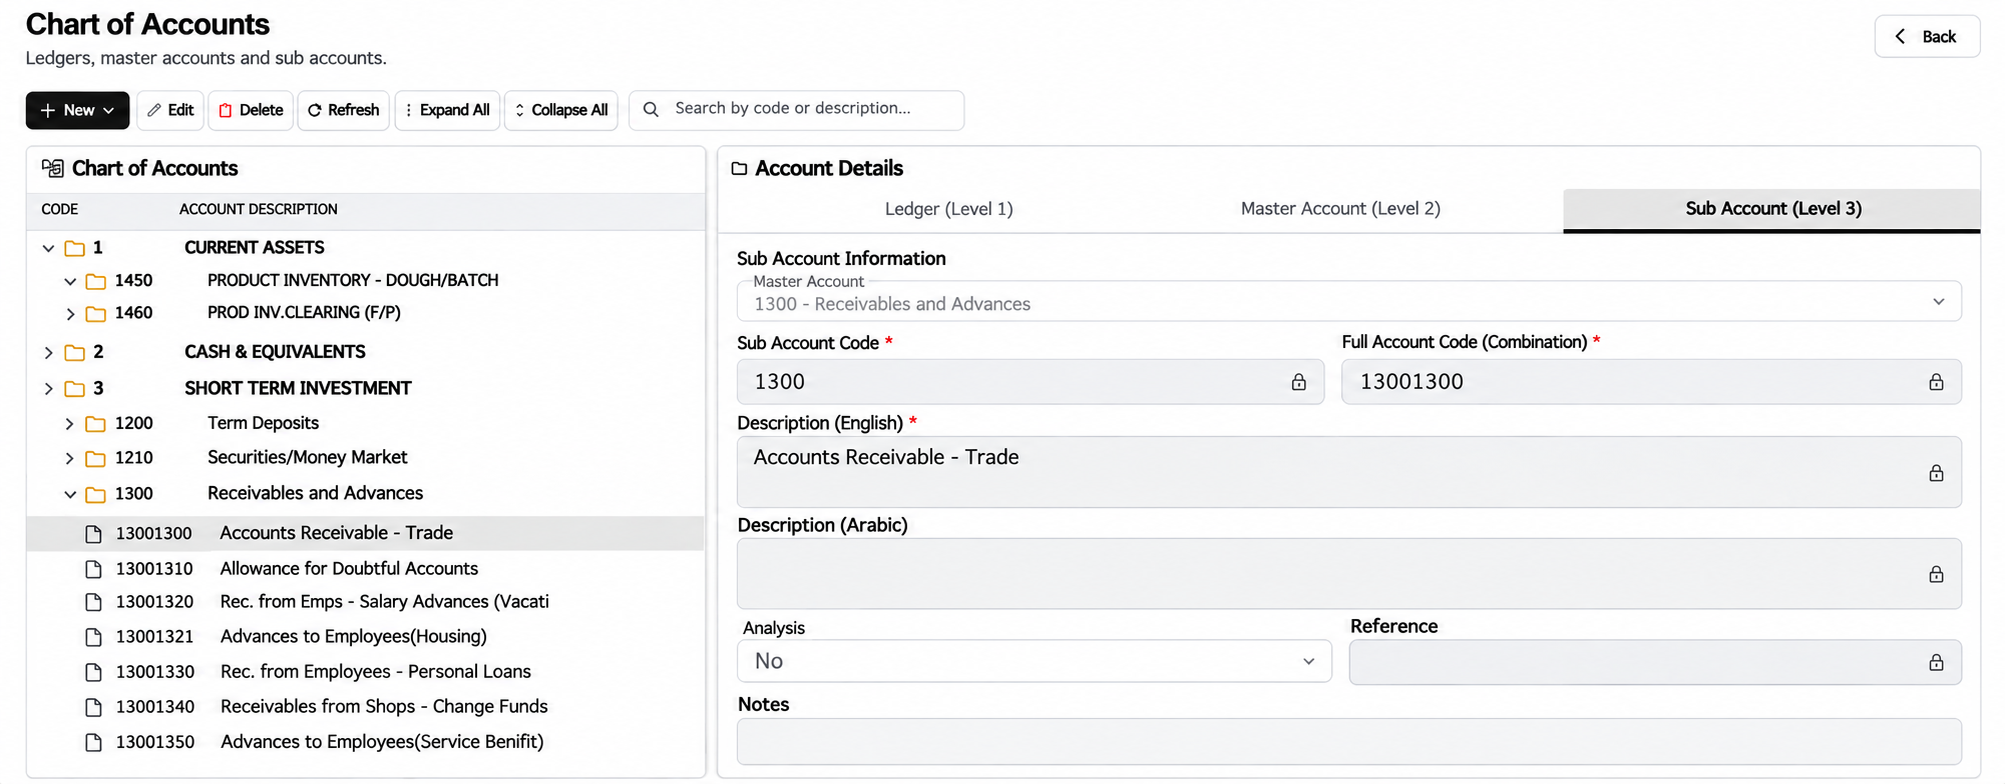 Chart of Accounts
Ledgers, master accounts and sub accounts.
Back
New
Edit
Delete
Refresh
Expand All
Collapse All
Search by code or description...
Chart of Accounts
CODE ACCOUNT DESCRIPTION
1 CURRENT ASSETS
1450 PRODUCT INVENTORY - DOUGH/BATCH
1460 PROD INV.CLEARING (F/P)
2 CASH & EQUIVALENTS
3 SHORT TERM INVESTMENT
1200 Term Deposits
1210 Securities/Money Market
1300 Receivables and Advances
13001300 Accounts Receivable - Trade
13001310 Allowance for Doubtful Accounts
13001320 Rec. from Emps - Salary Advances (Vacati
13001321 Advances to Employees(Housing)
13001330 Rec. from Employees - Personal Loans
13001340 Receivables from Shops - Change Funds
13001350 Advances to Employees(Service Benifit)
Account Details
Ledger (Level 1)
Master Account (Level 2)
Sub Account (Level 3)
Sub Account Information
Master Account
1300 - Receivables and Advances
Sub Account Code *
1300
Full Account Code (Combination) *
13001300
Description (English) *
Accounts Receivable - Trade
Description (Arabic)
Analysis
No
Reference
Notes